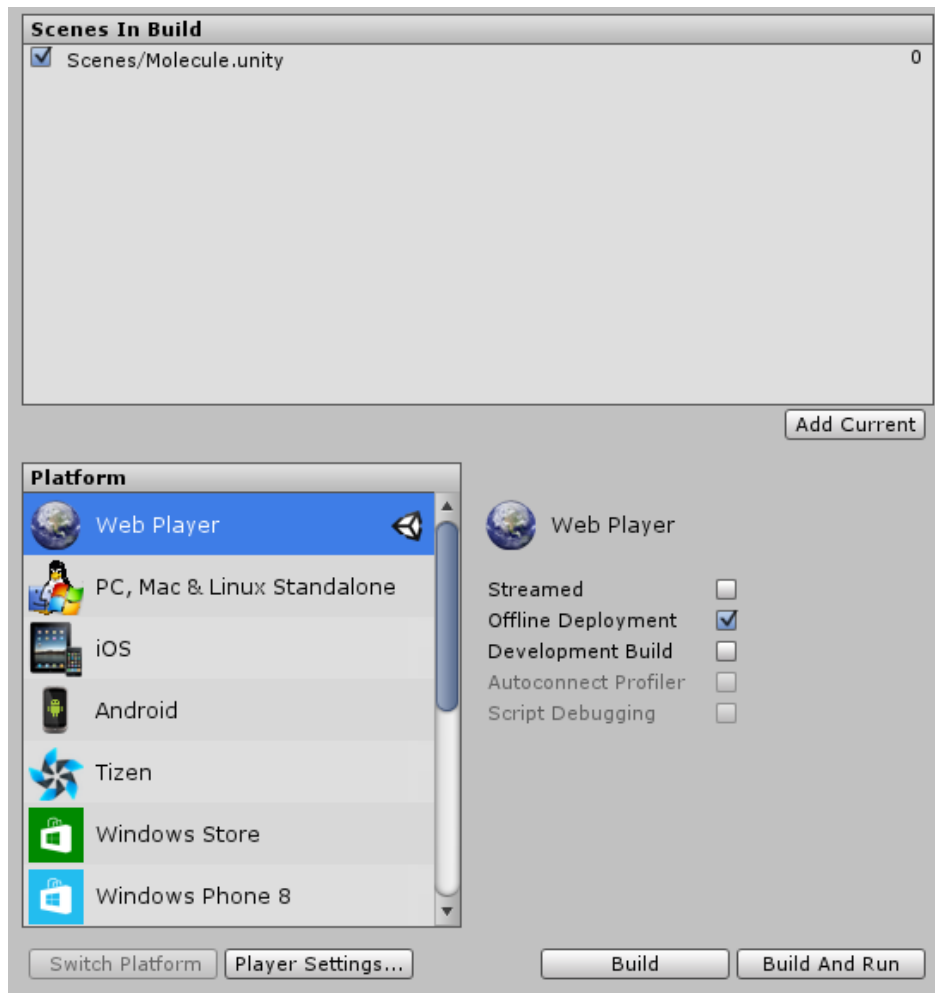 Scenes In Build
Scenes/Molecule.unity 0
Add Current
Platform
Web Player
PC, Mac & Linux Standalone
iOS
Android
Tizen
Windows Store
Windows Phone 8
Web Player
Streamed
Offline Deployment
Development Build
Autoconnect Profiler
Script Debugging
Switch Platform Player Settings... Build Build And Run